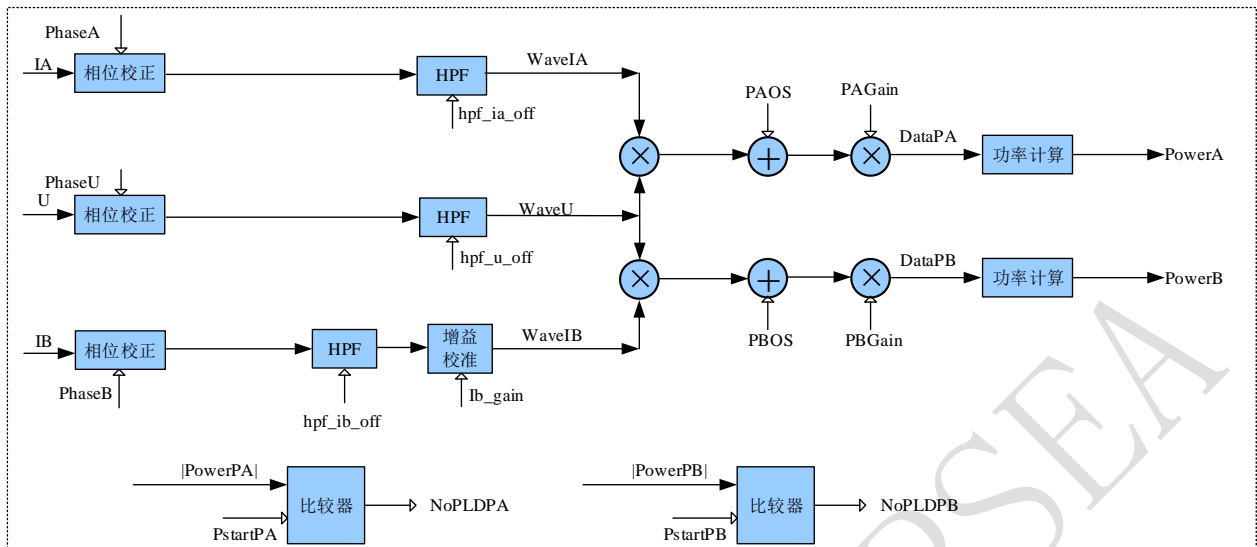 PhaseA
IA
相位校正
HPF
WaveIA
hpf_ia_off
PAOS
PAGain
DataPA
功率计算
PowerA
PhaseU
U
相位校正
HPF
WaveU
hpf_u_off
DataPB
功率计算
PowerB
PBOS
PBGain
IB
相位校正
HPF
增益
校准
WaveIB
PhaseB
hpf_ib_off
Ib_gain
|PowerPA|
比较器
NoPLDPA
PstartPA
|PowerPB|
比较器
NoPLDPB
PstartPB